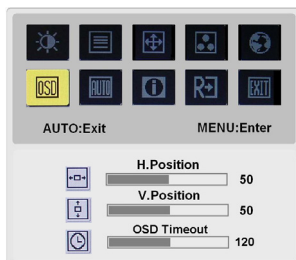 OSD AUTO i R EXIT
AUTO:Exit MENU:Enter
H.Position
50
V.Position
50
OSD Timeout
120